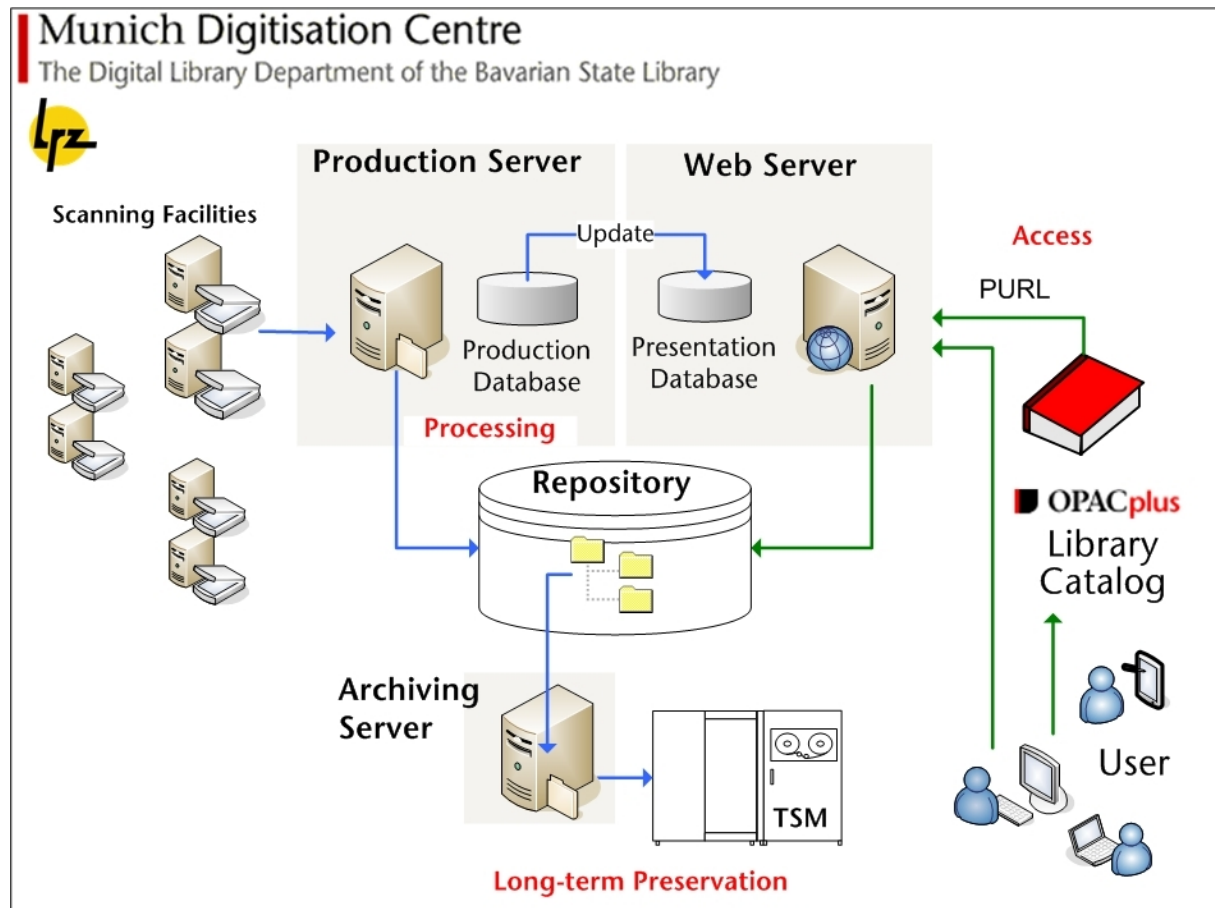 Munich Digitisation Centre
The Digital Library Department of the Bavarian State Library
lrz
Production Server
Web Server
Scanning Facilities
Update
Access
PURL
Production
Database
Presentation
Database
Processing
Repository
OPACplus
Library
Catalog
Archiving
Server
User
TSM
Long-term Preservation